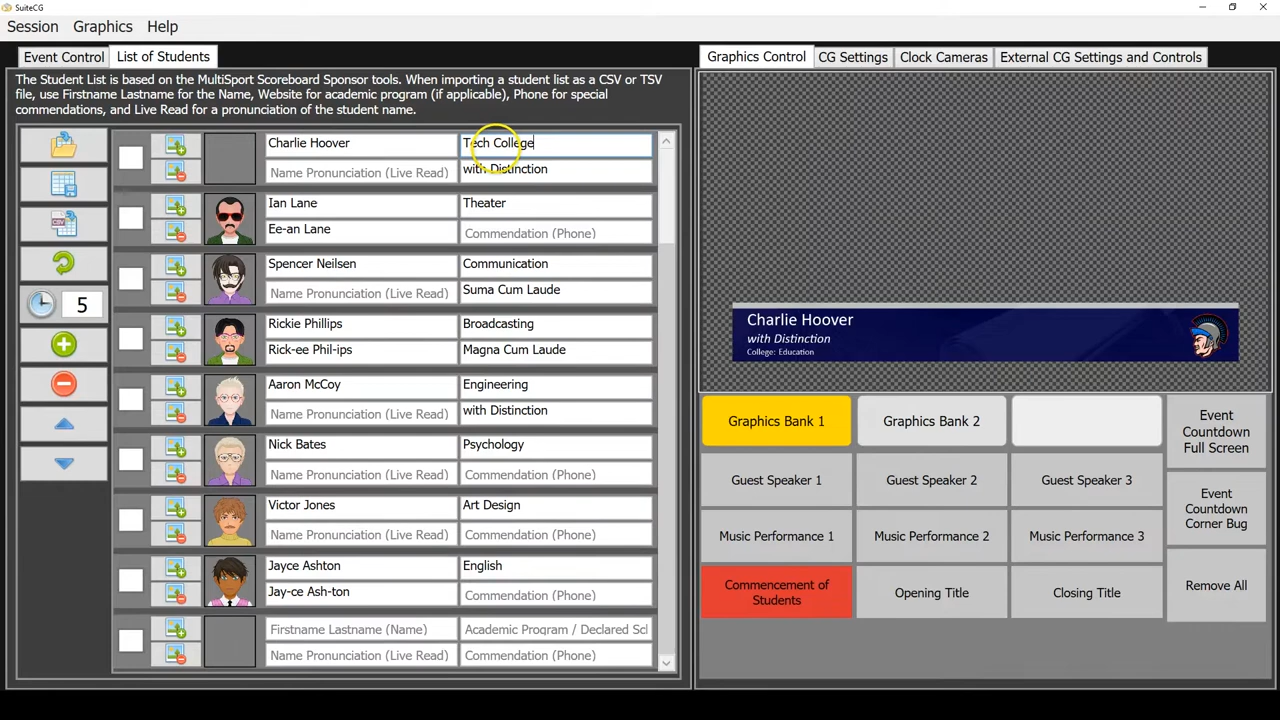 SuiteCG
Session Graphics Help
Event Control List of Students
The Student List is based on the MultiSport Scoreboard Sponsor tools. When importing a student list as a CSV or TSV
file, use Firstname Lastname for the Name, Website for academic program (if applicable), Phone for special
commendations, and Live Read for a pronunciation of the student name.
CSV
5
Charlie Hoover Tech College
Name Pronunciation (Live Read) with Distinction
Ian Lane Theater
Ee-an Lane Commendation (Phone)
Spencer Neilsen Communication
Name Pronunciation (Live Read) Suma Cum Laude
Rickie Phillips Broadcasting
Rick-ee Phil-ips Magna Cum Laude
Aaron McCoy Engineering
Name Pronunciation (Live Read) with Distinction
Nick Bates Psychology
Name Pronunciation (Live Read) Commendation (Phone)
Victor Jones Art Design
Name Pronunciation (Live Read) Commendation (Phone)
Jayce Ashton English
Jay-ce Ash-ton Commendation (Phone)
Firstname Lastname (Name) Academic Program / Declared Scl
Name Pronunciation (Live Read) Commendation (Phone)
Graphics Control CG Settings Clock Cameras External CG Settings and Controls
Charlie Hoover
with Distinction
College: Education
Graphics Bank 1 Graphics Bank 2
Guest Speaker 1 Guest Speaker 2 Guest Speaker 3
Music Performance 1 Music Performance 2 Music Performance 3
Commencement of
Students
Opening Title Closing Title
Event
Countdown
Full Screen
Event
Countdown
Corner Bug
Remove All